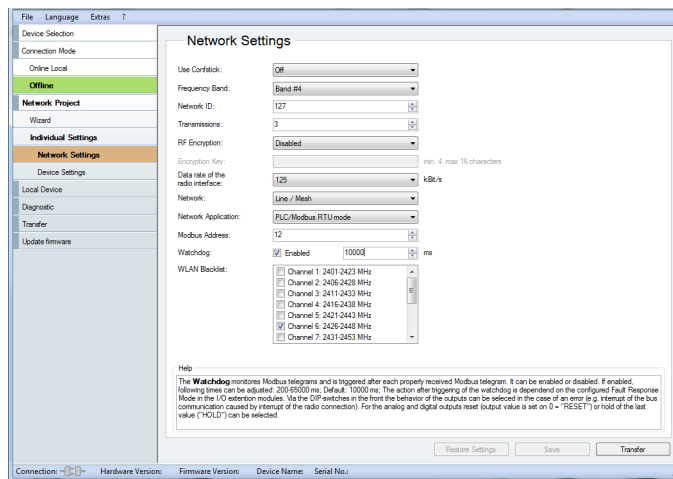 File Language Extras ?
Device Selection
Connection Mode
Online Local
Offline
Network Project
Wizard
Individual Settings
Network Settings
Device Settings
Local Device
Diagnostic
Transfer
Update firmware
Network Settings
Use Confstick: Off
Frequency Band: Band #4
Network ID: 127
Transmissions: 3
RF Encryption: Disabled
Encryption Key: min. 4, max 16 characters
Data rate of the
radio interface: 125 kBit/s
Network: Line / Mesh
Network Application: PLC/Modbus RTU mode
Modbus Address: 12
Watchdog: Enabled 10000 ms
WLAN Blacklist:
Channel 1: 2401-2423 MHz
Channel 2: 2406-2428 MHz
Channel 3: 2411-2433 MHz
Channel 4: 2416-2438 MHz
Channel 5: 2421-2443 MHz
Channel 6: 2426-2448 MHz
Channel 7: 2431-2453 MHz
Help
The Watchdog monitores Modbus telegrams and is triggered after each properly received Modbus telegram. It can be enabled or disabled. If enabled,
following times can be adjusted: 200-65000 ms; Default: 10000 ms; The action after triggering of the watchdog is dependend on the configured Fault Response
Mode in the I/O extention modules. Via the DIP-switches in the front the behavior of the outputs can be seleced in the case of an error (e.g. interrupt of the bus
communication caused by interrupt of the radio connection). For the analog and digital outputs reset (output value is set on 0 = "RESET") or hold of the last
value ("HOLD") can be selected.
Restore Settings Save Transfer
Connection: Hardware Version: Firmware Version: Device Name: Serial No.: